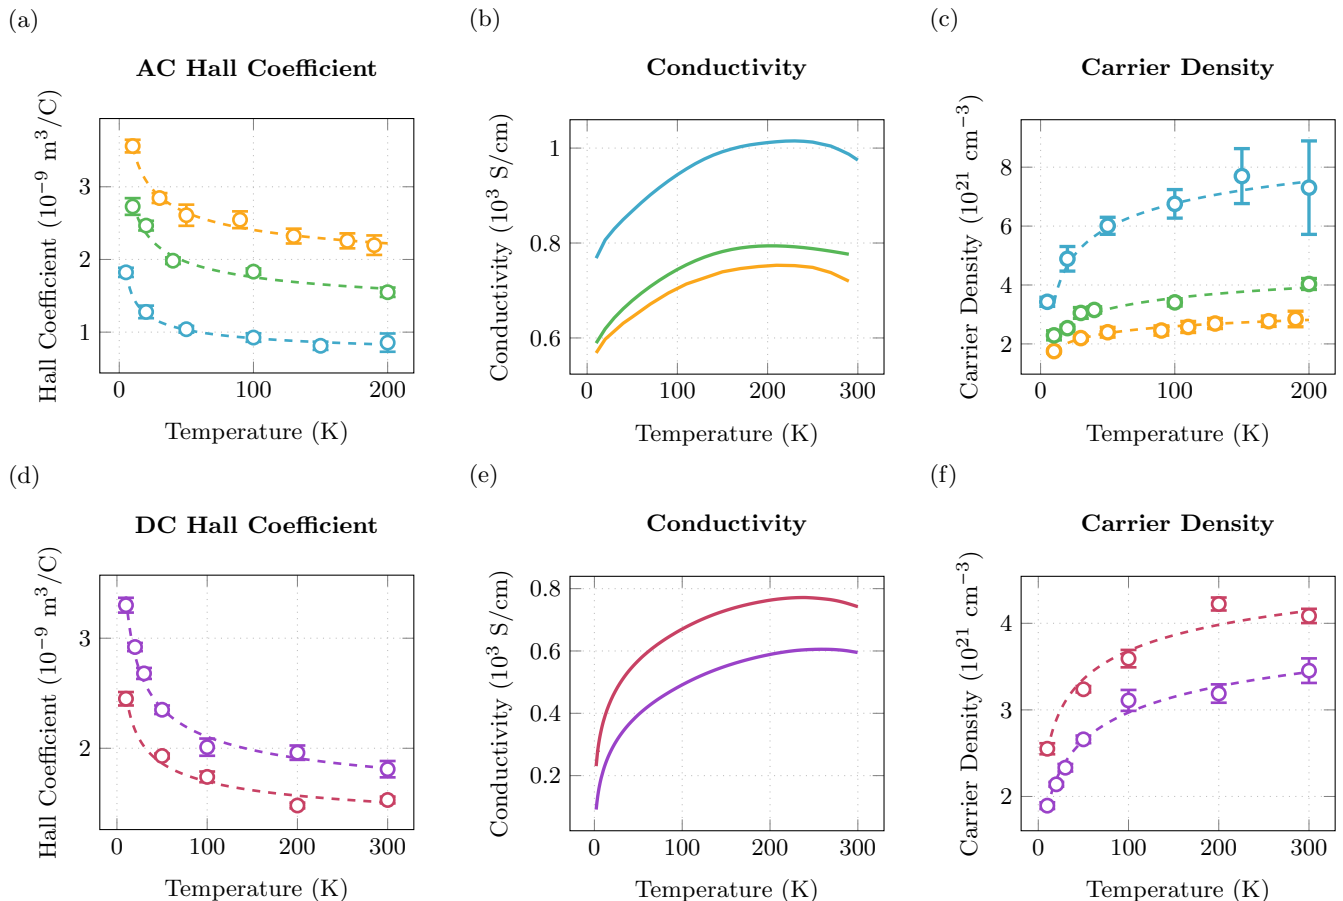 (a)
AC Hall Coefficient
Hall Coefficient (10⁻⁹ m³/C)
3
2
1
0
100
200
Temperature (K)
(b)
Conductivity
Conductivity (10³ S/cm)
1
0.8
0.6
0
100
200
300
Temperature (K)
(c)
Carrier Density
Carrier Density (10²¹ cm⁻³)
8
6
4
2
0
100
200
Temperature (K)
(d)
DC Hall Coefficient
Hall Coefficient (10⁻⁹ m³/C)
3
2
0
100
200
300
Temperature (K)
(e)
Conductivity
Conductivity (10³ S/cm)
0.8
0.6
0.4
0.2
0
100
200
300
Temperature (K)
(f)
Carrier Density
Carrier Density (10²¹ cm⁻³)
4
3
2
0
100
200
300
Temperature (K)